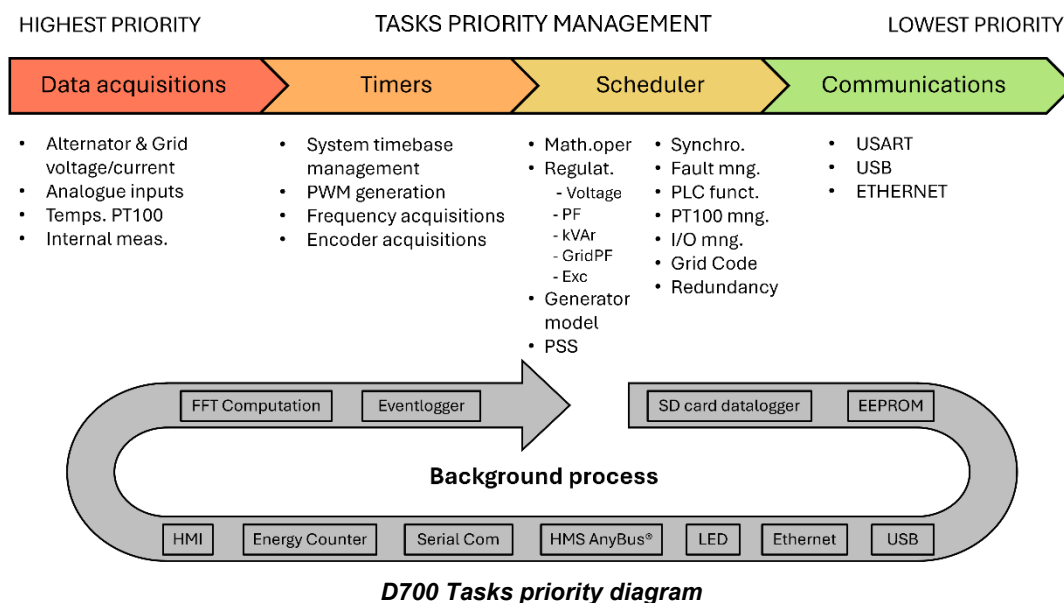 HIGHEST PRIORITY
TASKS PRIORITY MANAGEMENT
LOWEST PRIORITY
Data acquisitions
Timers
Scheduler
Communications
• Alternator & Grid
voltage/current
• Analogue inputs
• Temps. PT100
• Internal meas.
• System timebase
management
• PWM generation
• Frequency acquisitions
• Encoder acquisitions
• Math.oper
• Regulat.
- Voltage
- PF
- kVAr
- GridPF
- Exc
• Generator
model
• PSS
• Synchro.
• Fault mng.
• PLC funct.
• PT100 mng.
• I/O mng.
• Grid Code
• Redundancy
• USART
• USB
• ETHERNET
FFT Computation
Eventlogger
SD card datalogger
EEPROM
Background process
HMI
Energy Counter
Serial Com
HMS AnyBus®
LED
Ethernet
USB
D700 Tasks priority diagram